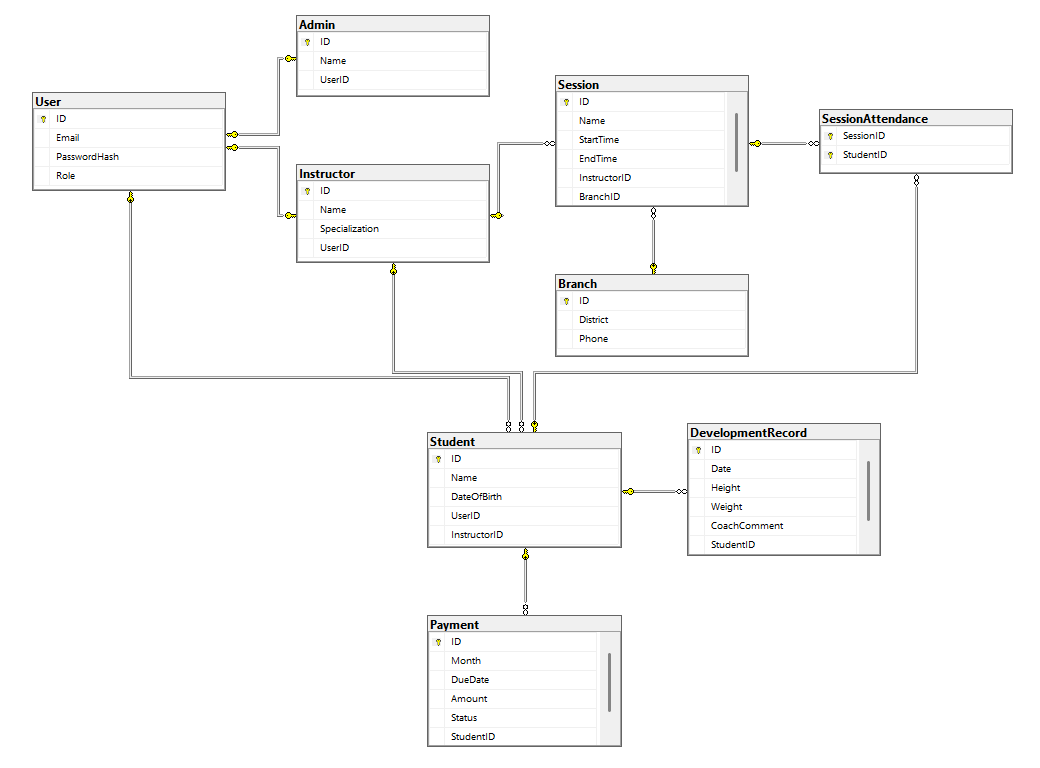 Admin
ID
Name
UserID
User
ID
Email
PasswordHash
Role
Instructor
ID
Name
Specialization
UserID
Session
ID
Name
StartTime
EndTime
InstructorID
BranchID
SessionAttendance
SessionID
StudentID
Branch
ID
District
Phone
Student
ID
Name
DateOfBirth
UserID
InstructorID
DevelopmentRecord
ID
Date
Height
Weight
CoachComment
StudentID
Payment
ID
Month
DueDate
Amount
Status
StudentID